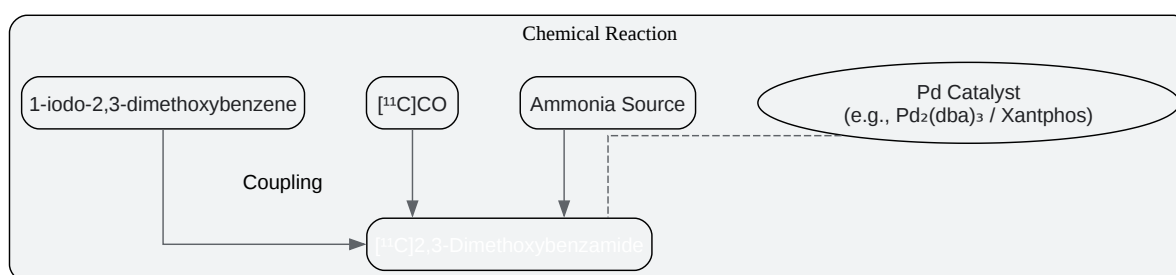 Chemical Reaction
1-iodo-2,3-dimethoxybenzene
[¹¹C]CO
Ammonia Source
Pd Catalyst
(e.g., Pd₂(dba)₃ / Xantphos)
Coupling
[¹¹C]2,3-Dimethoxybenzamide